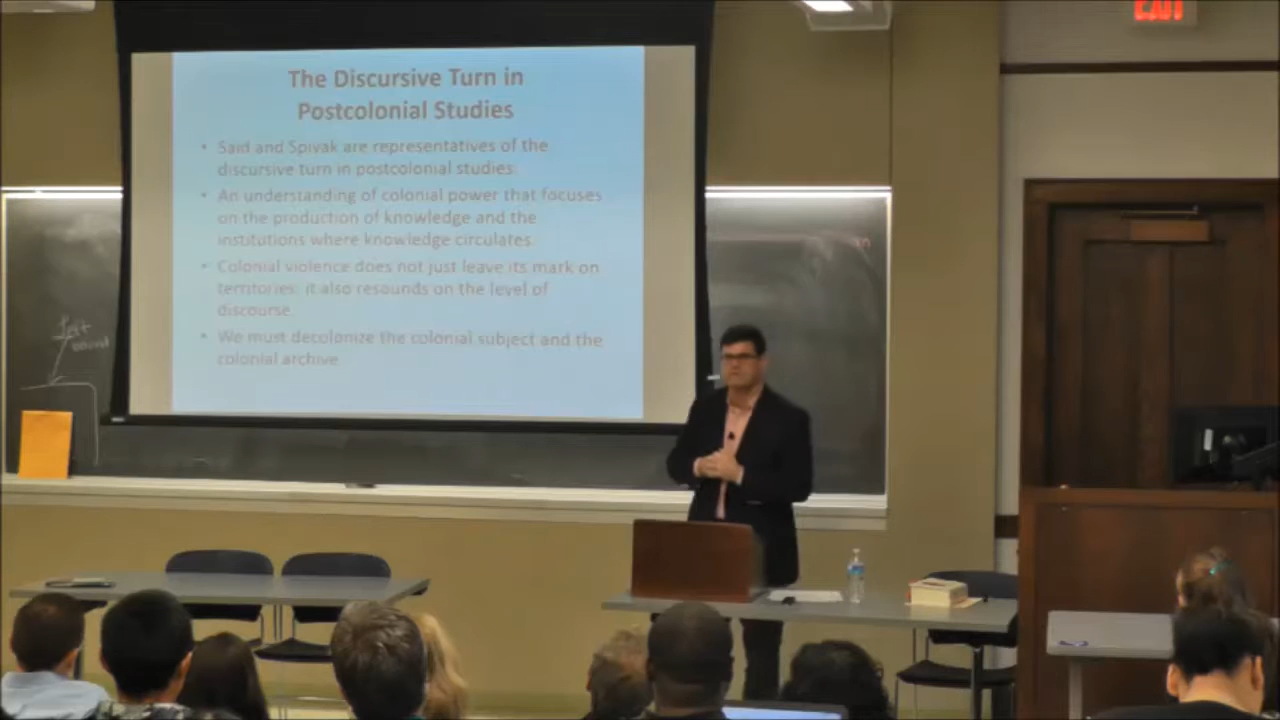 EXIT
The Discursive Turn in
Postcolonial Studies
• Said and Spivak are representatives of the
discursive turn in postcolonial studies.
• An understanding of colonial power that focuses
on the production of knowledge and the
institutions where knowledge circulates.
• Colonial violence does not just leave its mark on
territories: it also resounds on the level of
discourse.
• We must decolonize the colonial subject and the
colonial archive